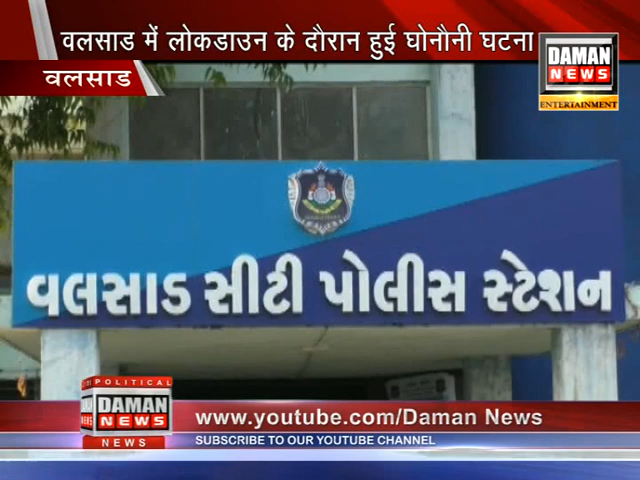 वलसाड में लोकडाउन के दौरान हुई घोनौनी घटना
DAMAN
NEWS
ENTERTAINMENT
વલસાડ
વલસાડ સીટી પોલીસ સ્ટેશન
POLITICAL
DAMAN
NEWS
NEWS
www.youtube.com/Daman News
SUBSCRIBE TO OUR YOUTUBE CHANNEL